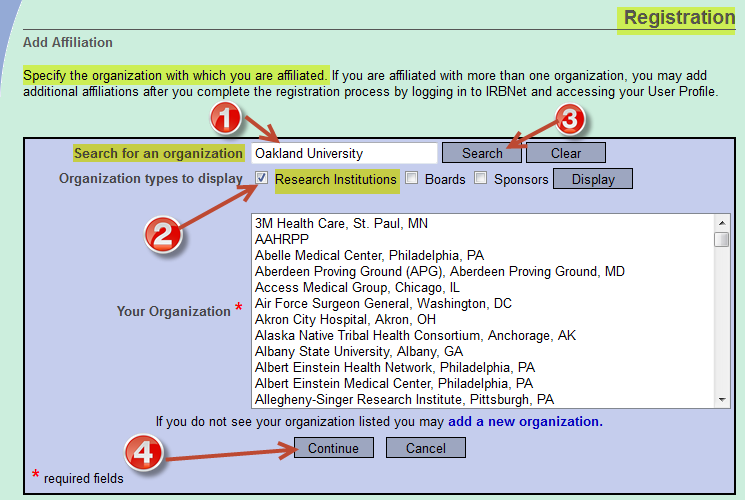 Registration
Add Affiliation
Specify the organization with which you are affiliated. If you are affiliated with more than one organization, you may add
additional affiliations after you complete the registration process by logging in to IRBNet and accessing your User Profile.
1
3
Search for an organization Oakland University Search Clear
Organization types to display Research Institutions Boards Sponsors Display
2
3M Health Care, St. Paul, MN
AAHRPP
Abelle Medical Center, Philadelphia, PA
Aberdeen Proving Ground (APG), Aberdeen Proving Ground, MD
Access Medical Group, Chicago, IL
Air Force Surgeon General, Washington, DC
Your Organization *
Akron City Hospital, Akron, OH
Alaska Native Tribal Health Consortium, Anchorage, AK
Albany State University, Albany, GA
Albert Einstein Health Network, Philadelphia, PA
Albert Einstein Medical Center, Philadelphia, PA
Allegheny-Singer Research Institute, Pittsburgh, PA
If you do not see your organization listed you may add a new organization.
4
Continue Cancel
* required fields